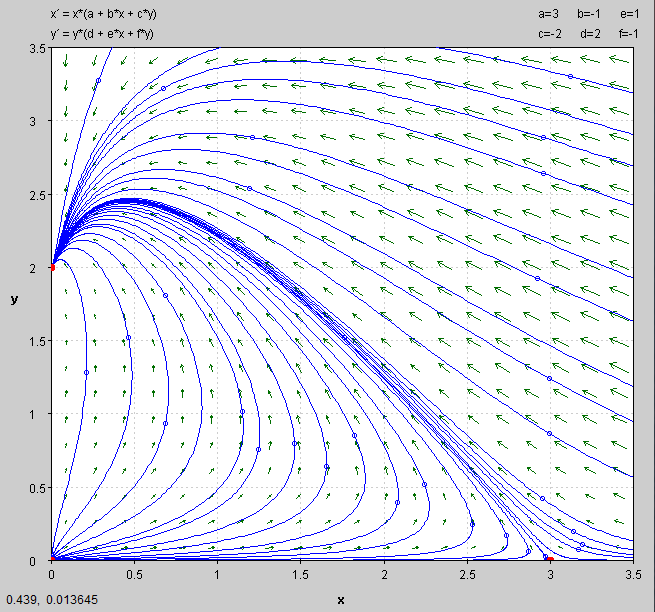 x´ = x*(a + b*x + c*y) a=3 b=-1 e=1
y´ = y*(d + e*x + f*y) c=-2 d=2 f=-1
3.5
3
2.5
2
y
1.5
1
0.5
0
0 0.5 1 1.5 2 2.5 3 3.5
0.439, 0.013645 x